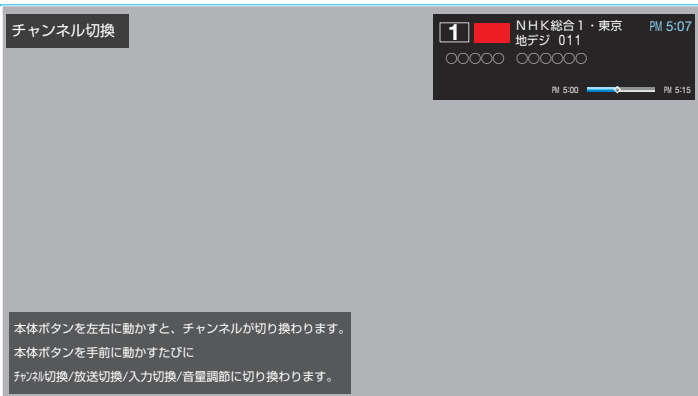 チャンネル切換
1 NHK総合1・東京 PM 5:07
地デジ 011
○○○○○ ○○○○○○
PM 5:00 PM 5:15
本体ボタンを左右に動かすと、チャンネルが切り換わります。
本体ボタンを手前に動かすたびに
ﾁｬﾝﾈﾙ切換/放送切換/入力切換/音量調節に切り換わります。